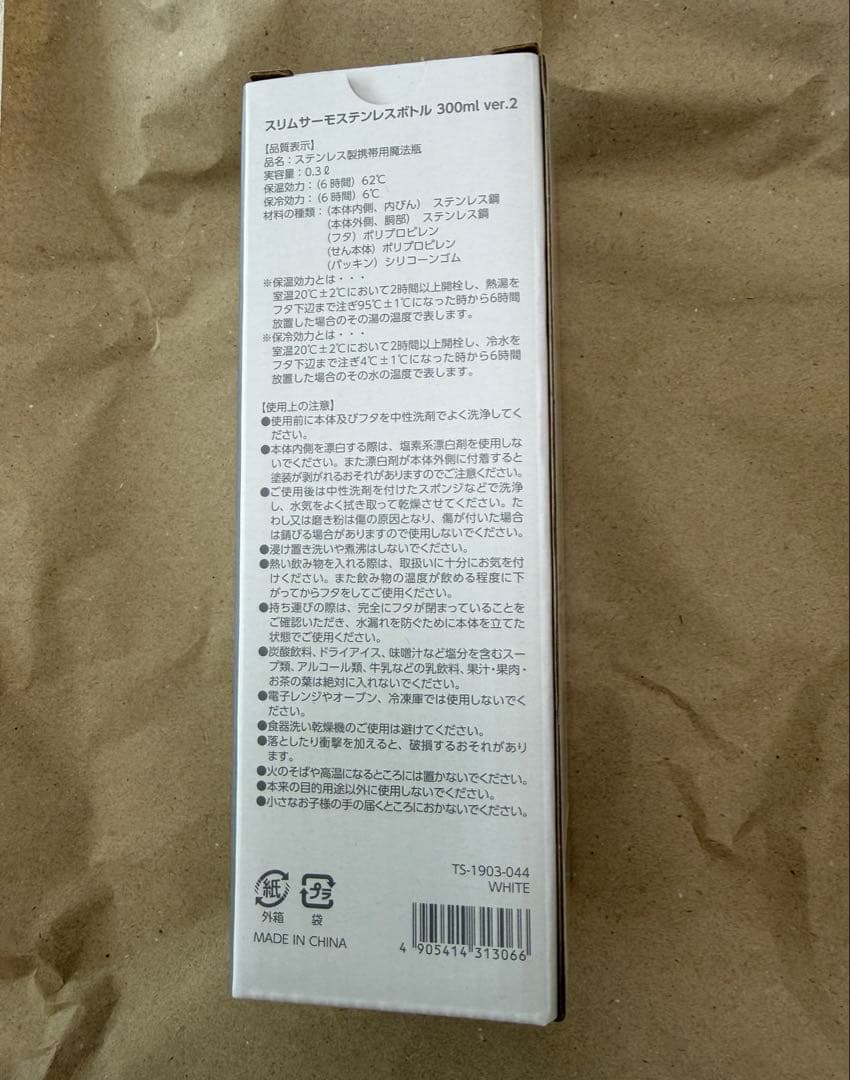 スリムサーモステンレスボトル 300ml ver.2
【品質表示】
品名：ステンレス製携帯用魔法瓶
実容量：0.3ℓ
保温効力：（6時間）62℃
保冷効力：（6時間）6℃
材料の種類：（本体内側、内びん） ステンレス鋼
（本体外側、胴部） ステンレス鋼
（フタ）ポリプロピレン
（せん本体）ポリプロピレン
（パッキン）シリコーンゴム
※保温効力とは・・・
室温20℃±2℃において2時間以上開栓し、熱湯を
フタ下辺まで注ぎ95℃±1℃になった時から6時間
放置した場合のその湯の温度で表します。
※保冷効力とは・・・
室温20℃±2℃において2時間以上開栓し、冷水を
フタ下辺まで注ぎ4℃±1℃になった時から6時間
放置した場合のその水の温度で表します。
【使用上の注意】
●使用前に本体及びフタを中性洗剤でよく洗浄してく
ださい。
●本体内側を漂白する際は、塩素系漂白剤を使用しな
いでください。また漂白剤が本体外側に付着すると
塗装が剥がれるおそれがありますのでご注意ください。
●ご使用後は中性洗剤を付けたスポンジなどで洗浄
し、水気をよく拭き取って乾燥させてください。た
わし又は磨き粉は傷の原因となり、傷が付いた場合
は錆びる場合がありますので使用しないでください。
●浸け置き洗いや煮沸はしないでください。
●熱い飲み物を入れる際は、取扱いに十分にお気を付
けください。また飲み物の温度が飲める程度に下
がってからフタをしてご使用ください。
●持ち運びの際は、完全にフタが閉まっていることを
ご確認いただき、水漏れを防ぐために本体を立てた
状態でご使用ください。
●炭酸飲料、ドライアイス、味噌汁など塩分を含むスー
プ類、アルコール類、牛乳などの乳飲料、果汁・果肉・
お茶の葉は絶対に入れないでください。
●電子レンジやオーブン、冷凍庫では使用しないでく
ださい。
●食器洗い乾燥機のご使用は避けてください。
●落としたり衝撃を加えると、破損するおそれがあり
ます。
●火のそばや高温になるところには置かないでください。
●本来の目的用途以外に使用しないでください。
●小さなお子様の手の届くところにおかないでください。
TS-1903-044
WHITE
紙 プラ
外箱 袋
MADE IN CHINA
4 905414 313066